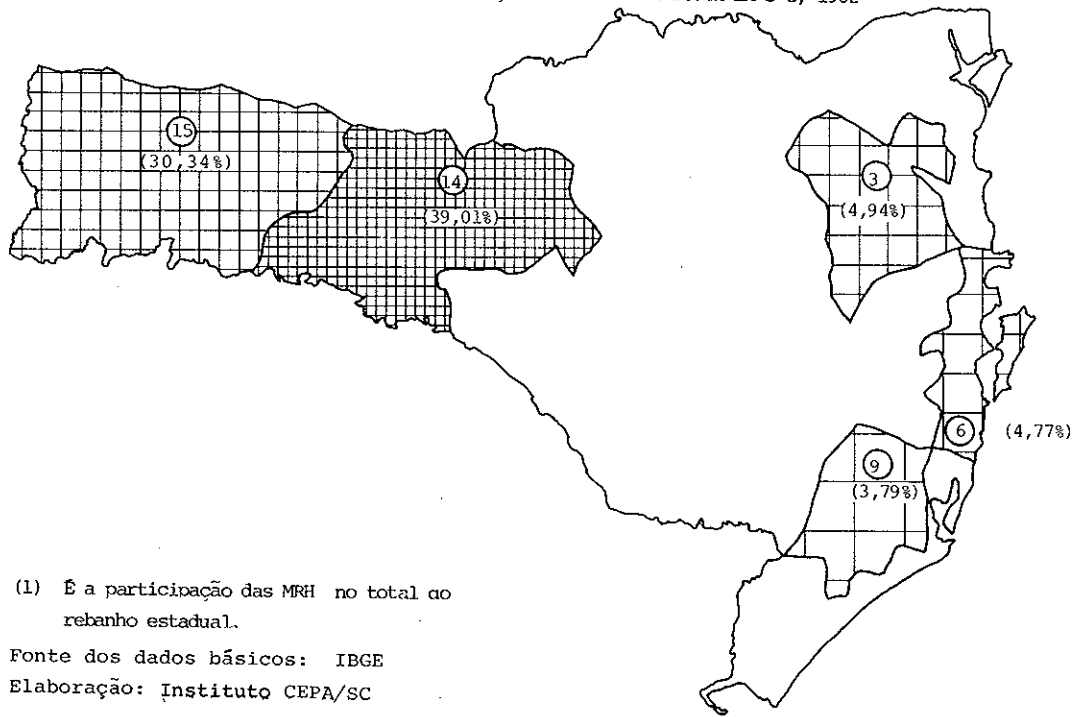 15
(30,34%)
14
(39,01%)
3
(4,94%)
6 (4,77%)
9
(3,79%)
(1) É a participação das MRH no total do
rebanho estadual.
Fonte dos dados básicos: IBGE
Elaboração: Instituto CEPA/SC